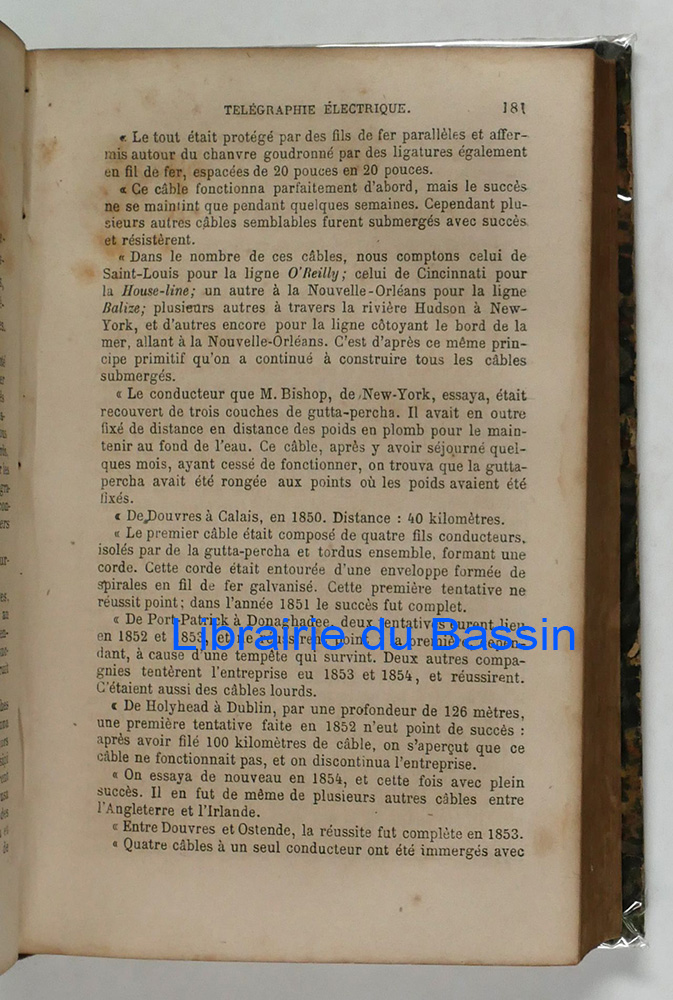 TELÉGRAPHIE ÉLECTRIQUE. 181
« Le tout était protégé par des fils de fer parallèles et affer-
mis autour du chanvre goudronné par des ligatures également
en fil de fer, espacées de 20 pouces en 20 pouces.
« Ce câble fonctionna parfaitement d'abord, mais le succès
ne se maintint que pendant quelques semaines. Cependant plu-
sieurs autres câbles semblables furent submergés avec succès
et résistèrent.
« Dans le nombre de ces câbles, nous comptons celui de
Saint-Louis pour la ligne O'Reilly; celui de Cincinnati pour
la House-line; un autre à la Nouvelle-Orléans pour la ligne
Balize; plusieurs autres à travers la rivière Hudson à New-
York, et d'autres encore pour la ligne côtoyant le bord de la
mer, allant à la Nouvelle-Orléans. C'est d'après ce même prin-
cipe primitif qu'on a continué à construire tous les câbles
submergés.
« Le conducteur que M. Bishop, de New-York, essaya, était
recouvert de trois couches de gutta-percha. Il avait en outre
fixé de distance en distance des poids en plomb pour le main-
tenir au fond de l'eau. Ce câble, après y avoir séjourné quel-
ques mois, ayant cessé de fonctionner, on trouva que la gutta-
percha avait été rongée aux points où les poids avaient été
fixés.
« De Douvres à Calais, en 1850. Distance : 40 kilomètres.
« Le premier câble était composé de quatre fils conducteurs,
isolés par de la gutta-percha et tordus ensemble, formant une
corde. Cette corde était entourée d'une enveloppe formée de
spirales en fil de fer galvanisé. Cette première tentative ne
réussit point; dans l'année 1851 le succès fut complet.
« De Port-Patrick à Donaghadee, deux tentatives eurent lieu
en 1852 et 1853, et ne réussirent point, la première cepen-
dant, à cause d'une tempête qui survint. Deux autres compa-
gnies tentèrent l'entreprise eu 1853 et 1854, et réussirent.
C'étaient aussi des câbles lourds.
« De Holyhead à Dublin, par une profondeur de 126 mètres,
une première tentative faite en 1852 n'eut point de succès :
après avoir filé 100 kilomètres de câble, on s'aperçut que ce
câble ne fonctionnait pas, et on discontinua l'entreprise.
« On essaya de nouveau en 1854, et cette fois avec plein
succès. Il en fut de même de plusieurs autres câbles entre
l'Angleterre et l'Irlande.
« Entre Douvres et Ostende, la réussite fut complète en 1853.
« Quatre câbles à un seul conducteur ont été immergés avec
Librairie du Bassin